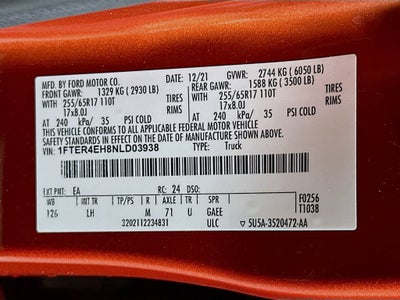 MFD. BY FORD MOTOR CO.
DATE: 12/21 GVWR: 2744 KG (6050 LB)
FRONT GAWR: 1329 KG (2930 LB) REAR GAWR: 1588 KG (3500 LB)
WITH 255/65R17 110T TIRES WITH 255/65R17 110T TIRES
17x8.0J RIMS 17x8.0J RIMS
AT 240 kPa/ 35 PSI COLD AT 240 kPa/ 35 PSI COLD
THIS VEHICLE CONFORMS TO ALL APPLICABLE FEDERAL MOTOR VEHICLE
SAFETY STANDARDS IN EFFECT ON THE DATE OF MANUFACTURE SHOWN ABOVE.
VIN: 1FTER4EH8NLD03938 TYPE: Truck
EXT PNT: EA RC: 24 DSO: F0256
WB BRK INT TR TP/PS R AXLE TR SPR T1038
126 LH M 71 U GAEE
3202112234831 ULC 5U5A-3520472-AA